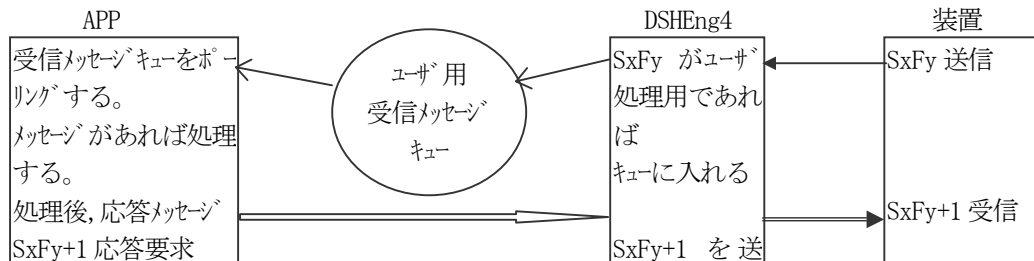 APP
DSHEng4
装置
受信ﾒｯｾｰｼﾞｷｭｰをﾎﾟｰ
ﾘﾝｸﾞする。
ﾒｯｾｰｼﾞがあれば処理
する。
処理後,応答ﾒｯｾｰｼﾞ
SxFy+1 応答要求
ﾕｰｻﾞ用
受信ﾒｯｾｰｼﾞ
ｷｭｰ
SxFy がﾕｰｻﾞ
処理用であれ
ば
ｷｭｰに入れる
SxFy+1 を送
SxFy 送信
SxFy+1 受信